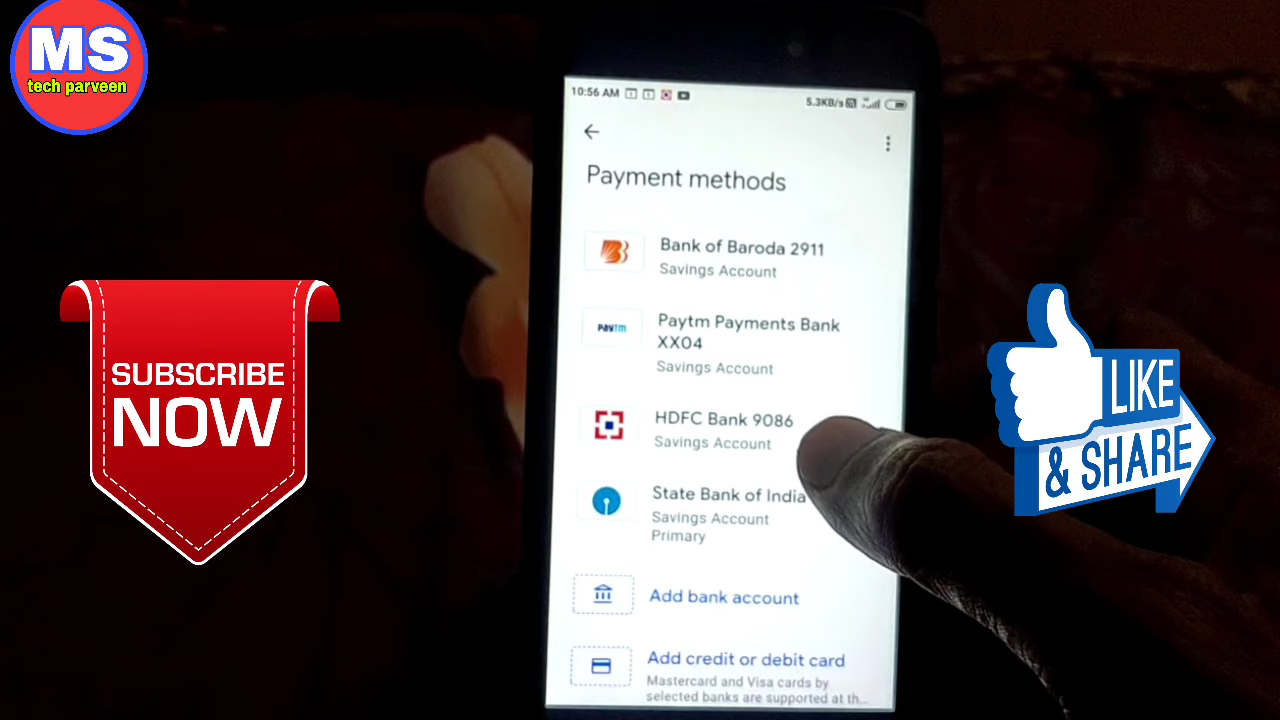 MS
tech parveen
SUBSCRIBE
NOW
10:56 AM
5.3KB/s
Payment methods
Bank of Baroda 2911
Savings Account
Paytm
Paytm Payments Bank
XX04
Savings Account
HDFC Bank 9086
Savings Account
State Bank of India
Savings Account
Primary
Add bank account
Add credit or debit card
Mastercard and Visa cards by
selected banks are supported at th...
LIKE
& SHARE